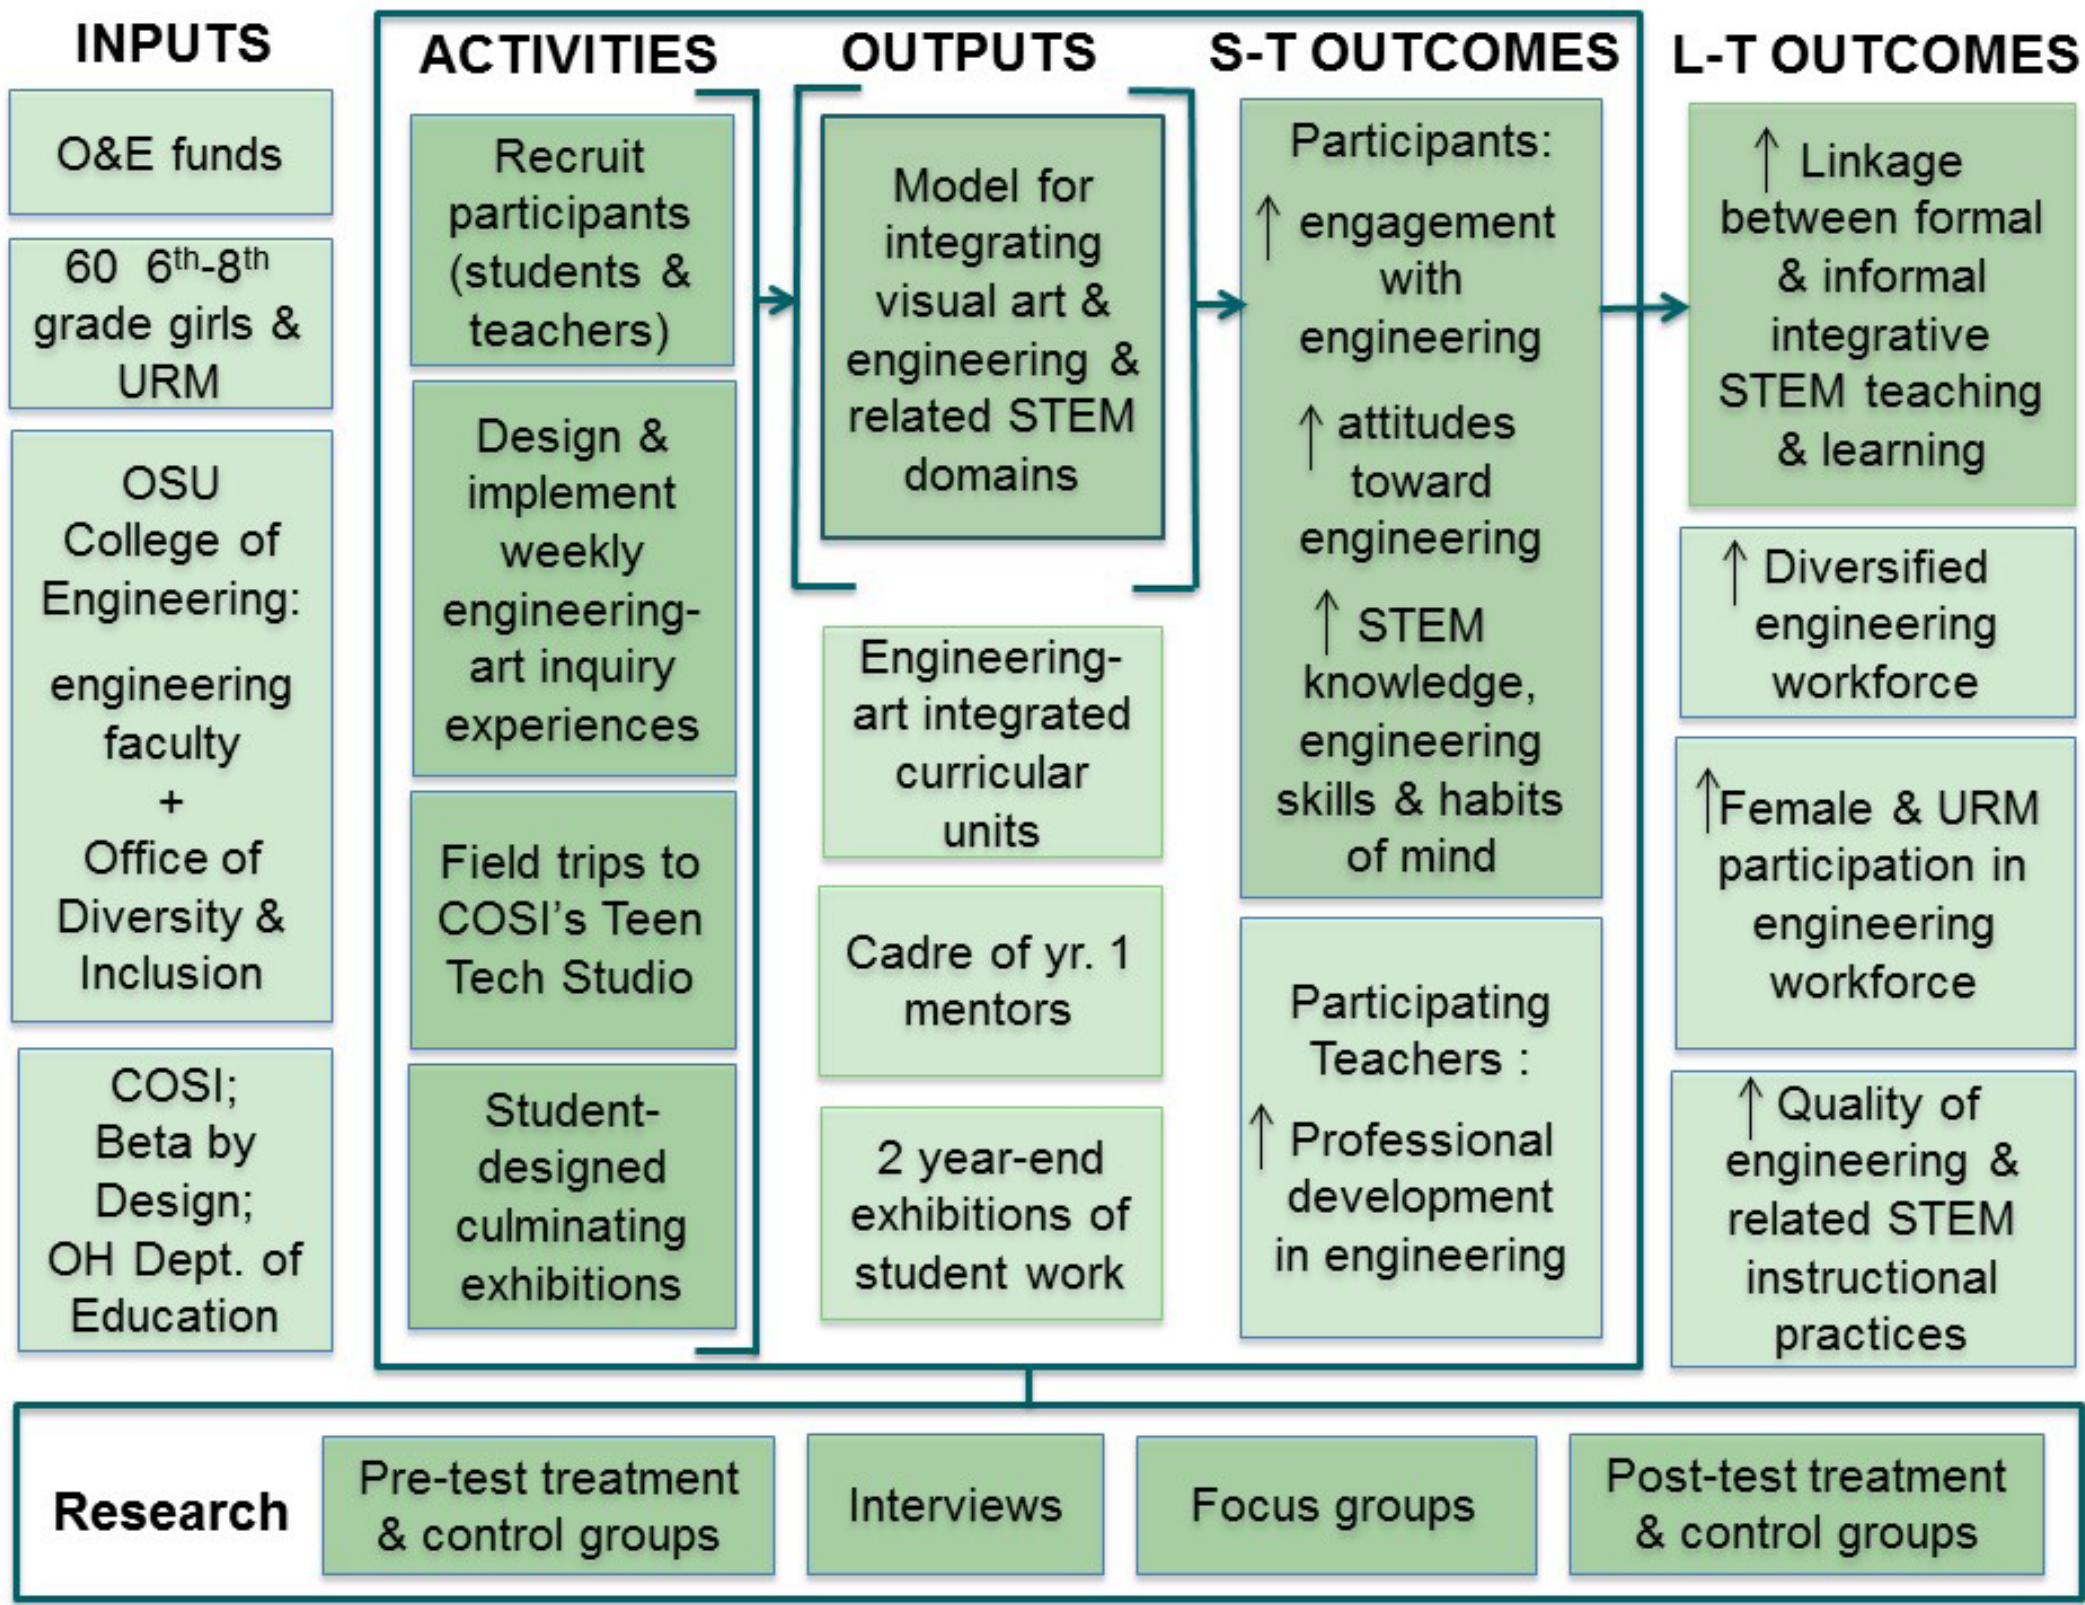 INPUTS
O&E funds
60 6th-8th
grade girls &
URM
OSU
College of
Engineering:
engineering
faculty
+
Office of
Diversity &
Inclusion
COSI;
Beta by
Design;
OH Dept. of
Education
ACTIVITIES
Recruit
participants
(students &
teachers)
Design &
implement
weekly
engineering-
art inquiry
experiences
Field trips to
COSI’s Teen
Tech Studio
Student-
designed
culminating
exhibitions
OUTPUTS
Model for
integrating
visual art &
engineering &
related STEM
domains
Engineering-
art integrated
curricular
units
Cadre of yr. 1
mentors
2 year-end
exhibitions of
student work
S-T OUTCOMES
Participants:
↑ engagement
with
engineering
↑ attitudes
toward
engineering
↑ STEM
knowledge,
engineering
skills & habits
of mind
Participating
Teachers :
↑ Professional
development
in engineering
L-T OUTCOMES
↑ Linkage
between formal
& informal
integrative
STEM teaching
& learning
↑ Diversified
engineering
workforce
↑ Female & URM
participation in
engineering
workforce
↑ Quality of
engineering &
related STEM
instructional
practices
Research
Pre-test treatment
& control groups
Interviews
Focus groups
Post-test treatment
& control groups